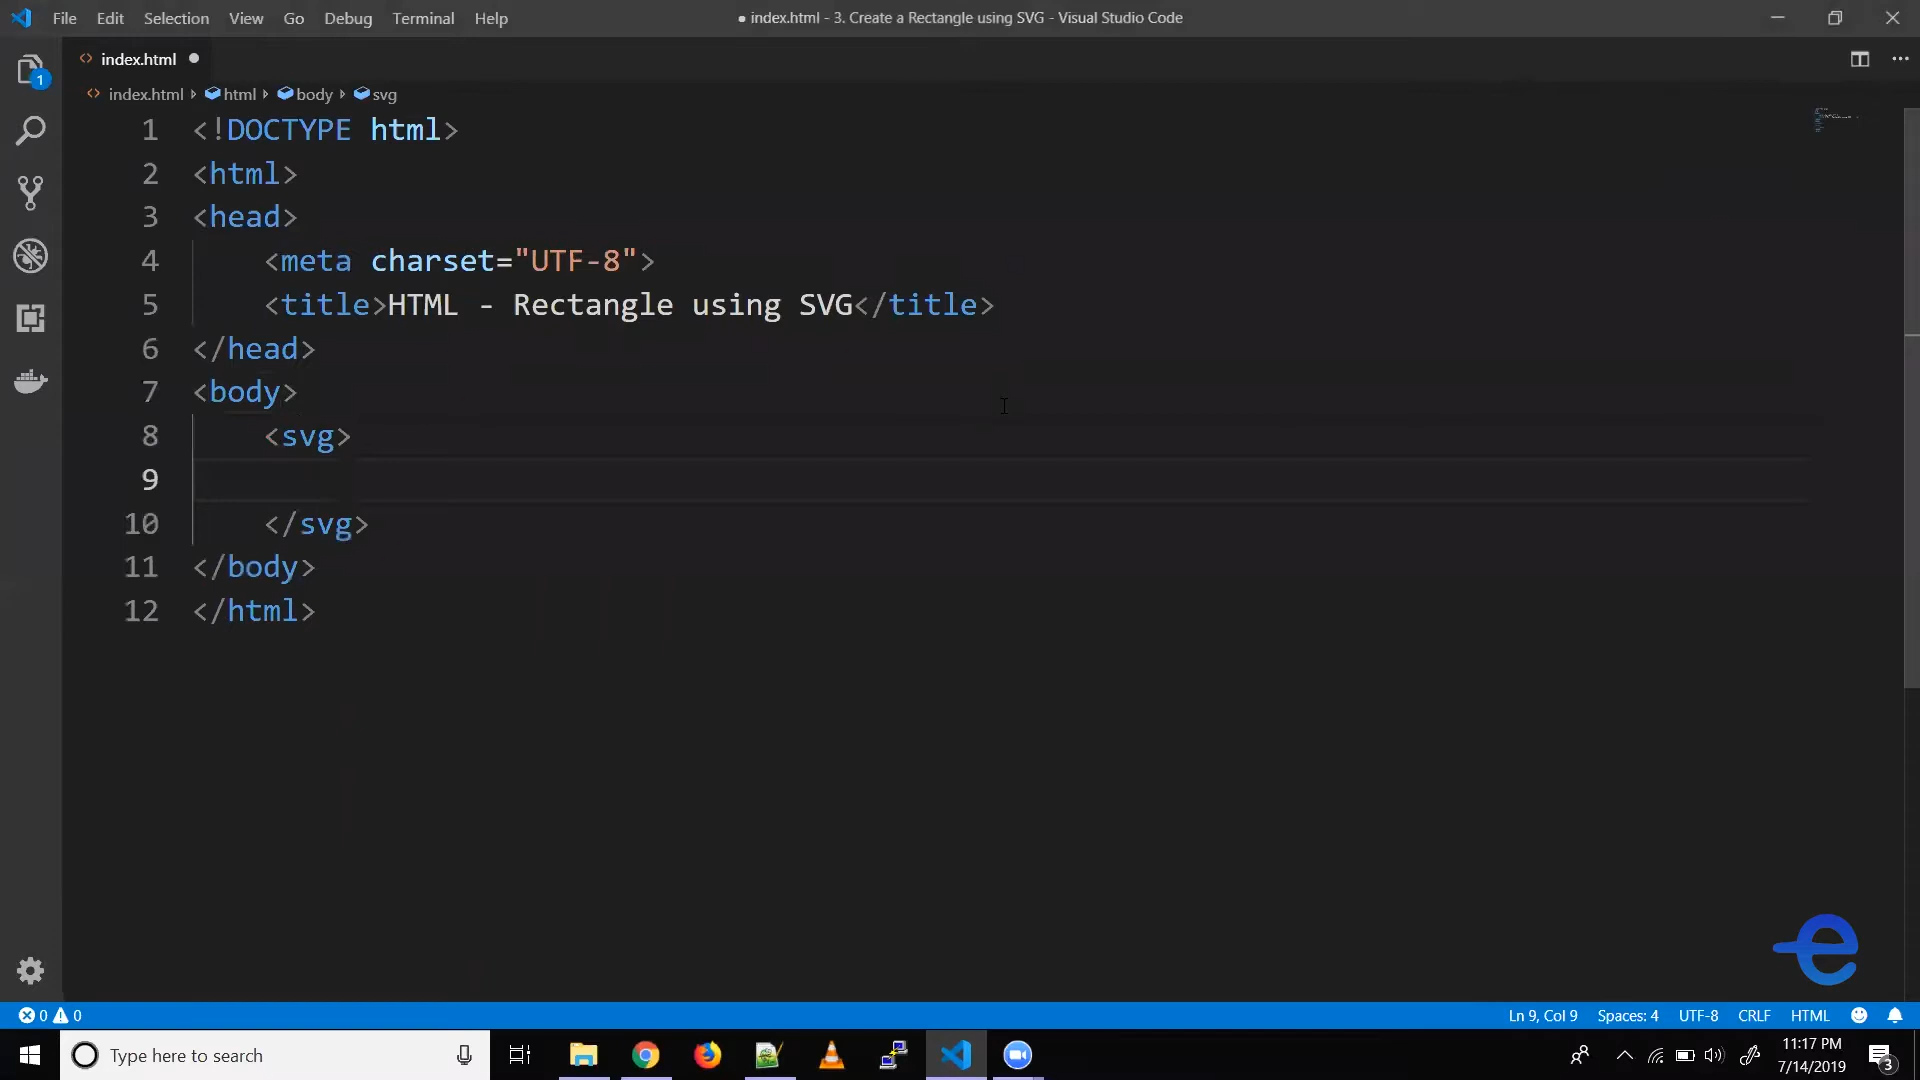 File Edit Selection View Go Debug Terminal Help ● index.html - 3. Create a Rectangle using SVG - Visual Studio Code
index.html
index.html html body svg
1 <!DOCTYPE html>
2 <html>
3 <head>
4 <meta charset="UTF-8">
5 <title>HTML - Rectangle using SVG</title>
6 </head>
7 <body>
8 <svg>
9
10 </svg>
11 </body>
12 </html>
1
0 0 Ln 9, Col 9 Spaces: 4 UTF-8 CRLF HTML
Type here to search
11:17 PM
7/14/2019
3